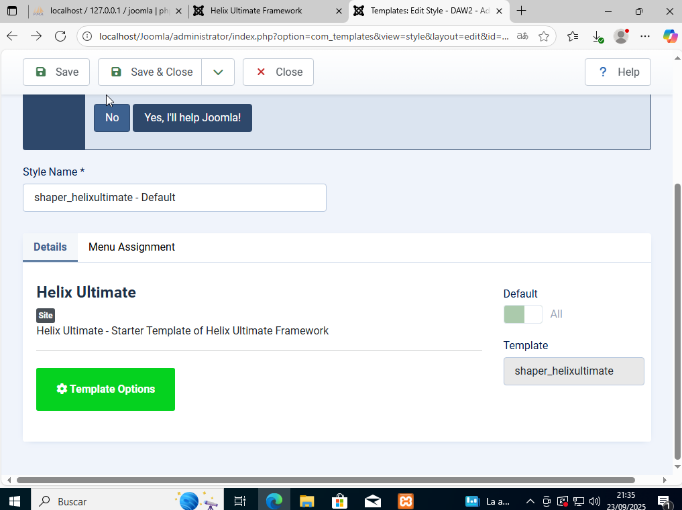 localhost / 127.0.0.1 / joomla | ph
Helix Ultimate Framework
Templates: Edit Style - DAW2 - Ad
localhost/Joomla/administrator/index.php?option=com_templates&view=style&layout=edit&id=...
Save
Save & Close
Close
? Help
No
Yes, I'll help Joomla!
Style Name *
shaper_helixultimate - Default
Details
Menu Assignment
Helix Ultimate
Site
Helix Ultimate - Starter Template of Helix Ultimate Framework
Template Options
Default
All
Template
shaper_helixultimate
Buscar
La a...
21:35
23/09/2025
1